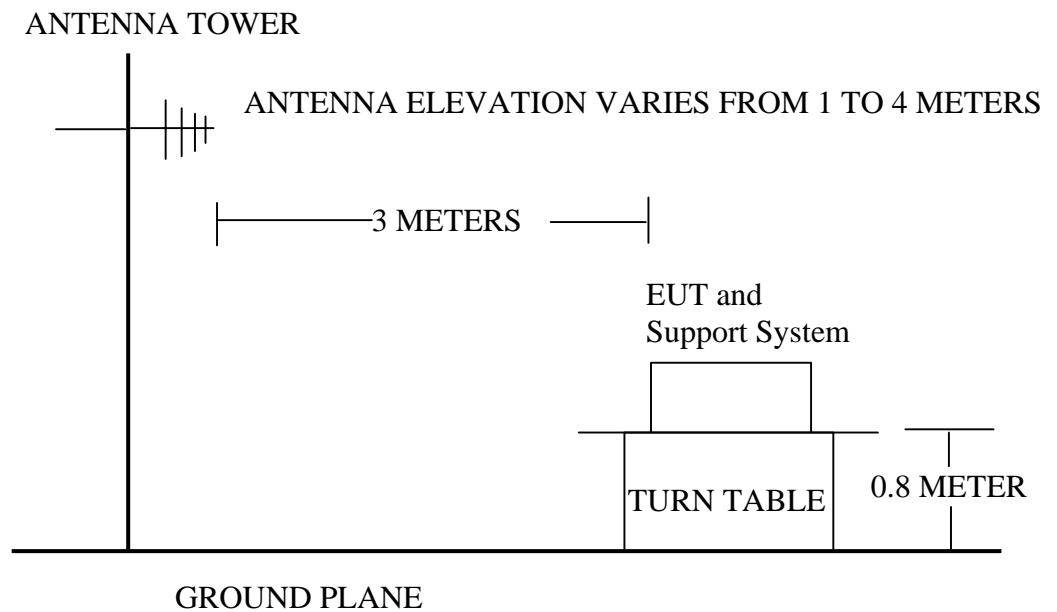 ANTENNA TOWER
ANTENNA ELEVATION VARIES FROM 1 TO 4 METERS
3 METERS
EUT and
Support System
TURN TABLE
0.8 METER
GROUND PLANE